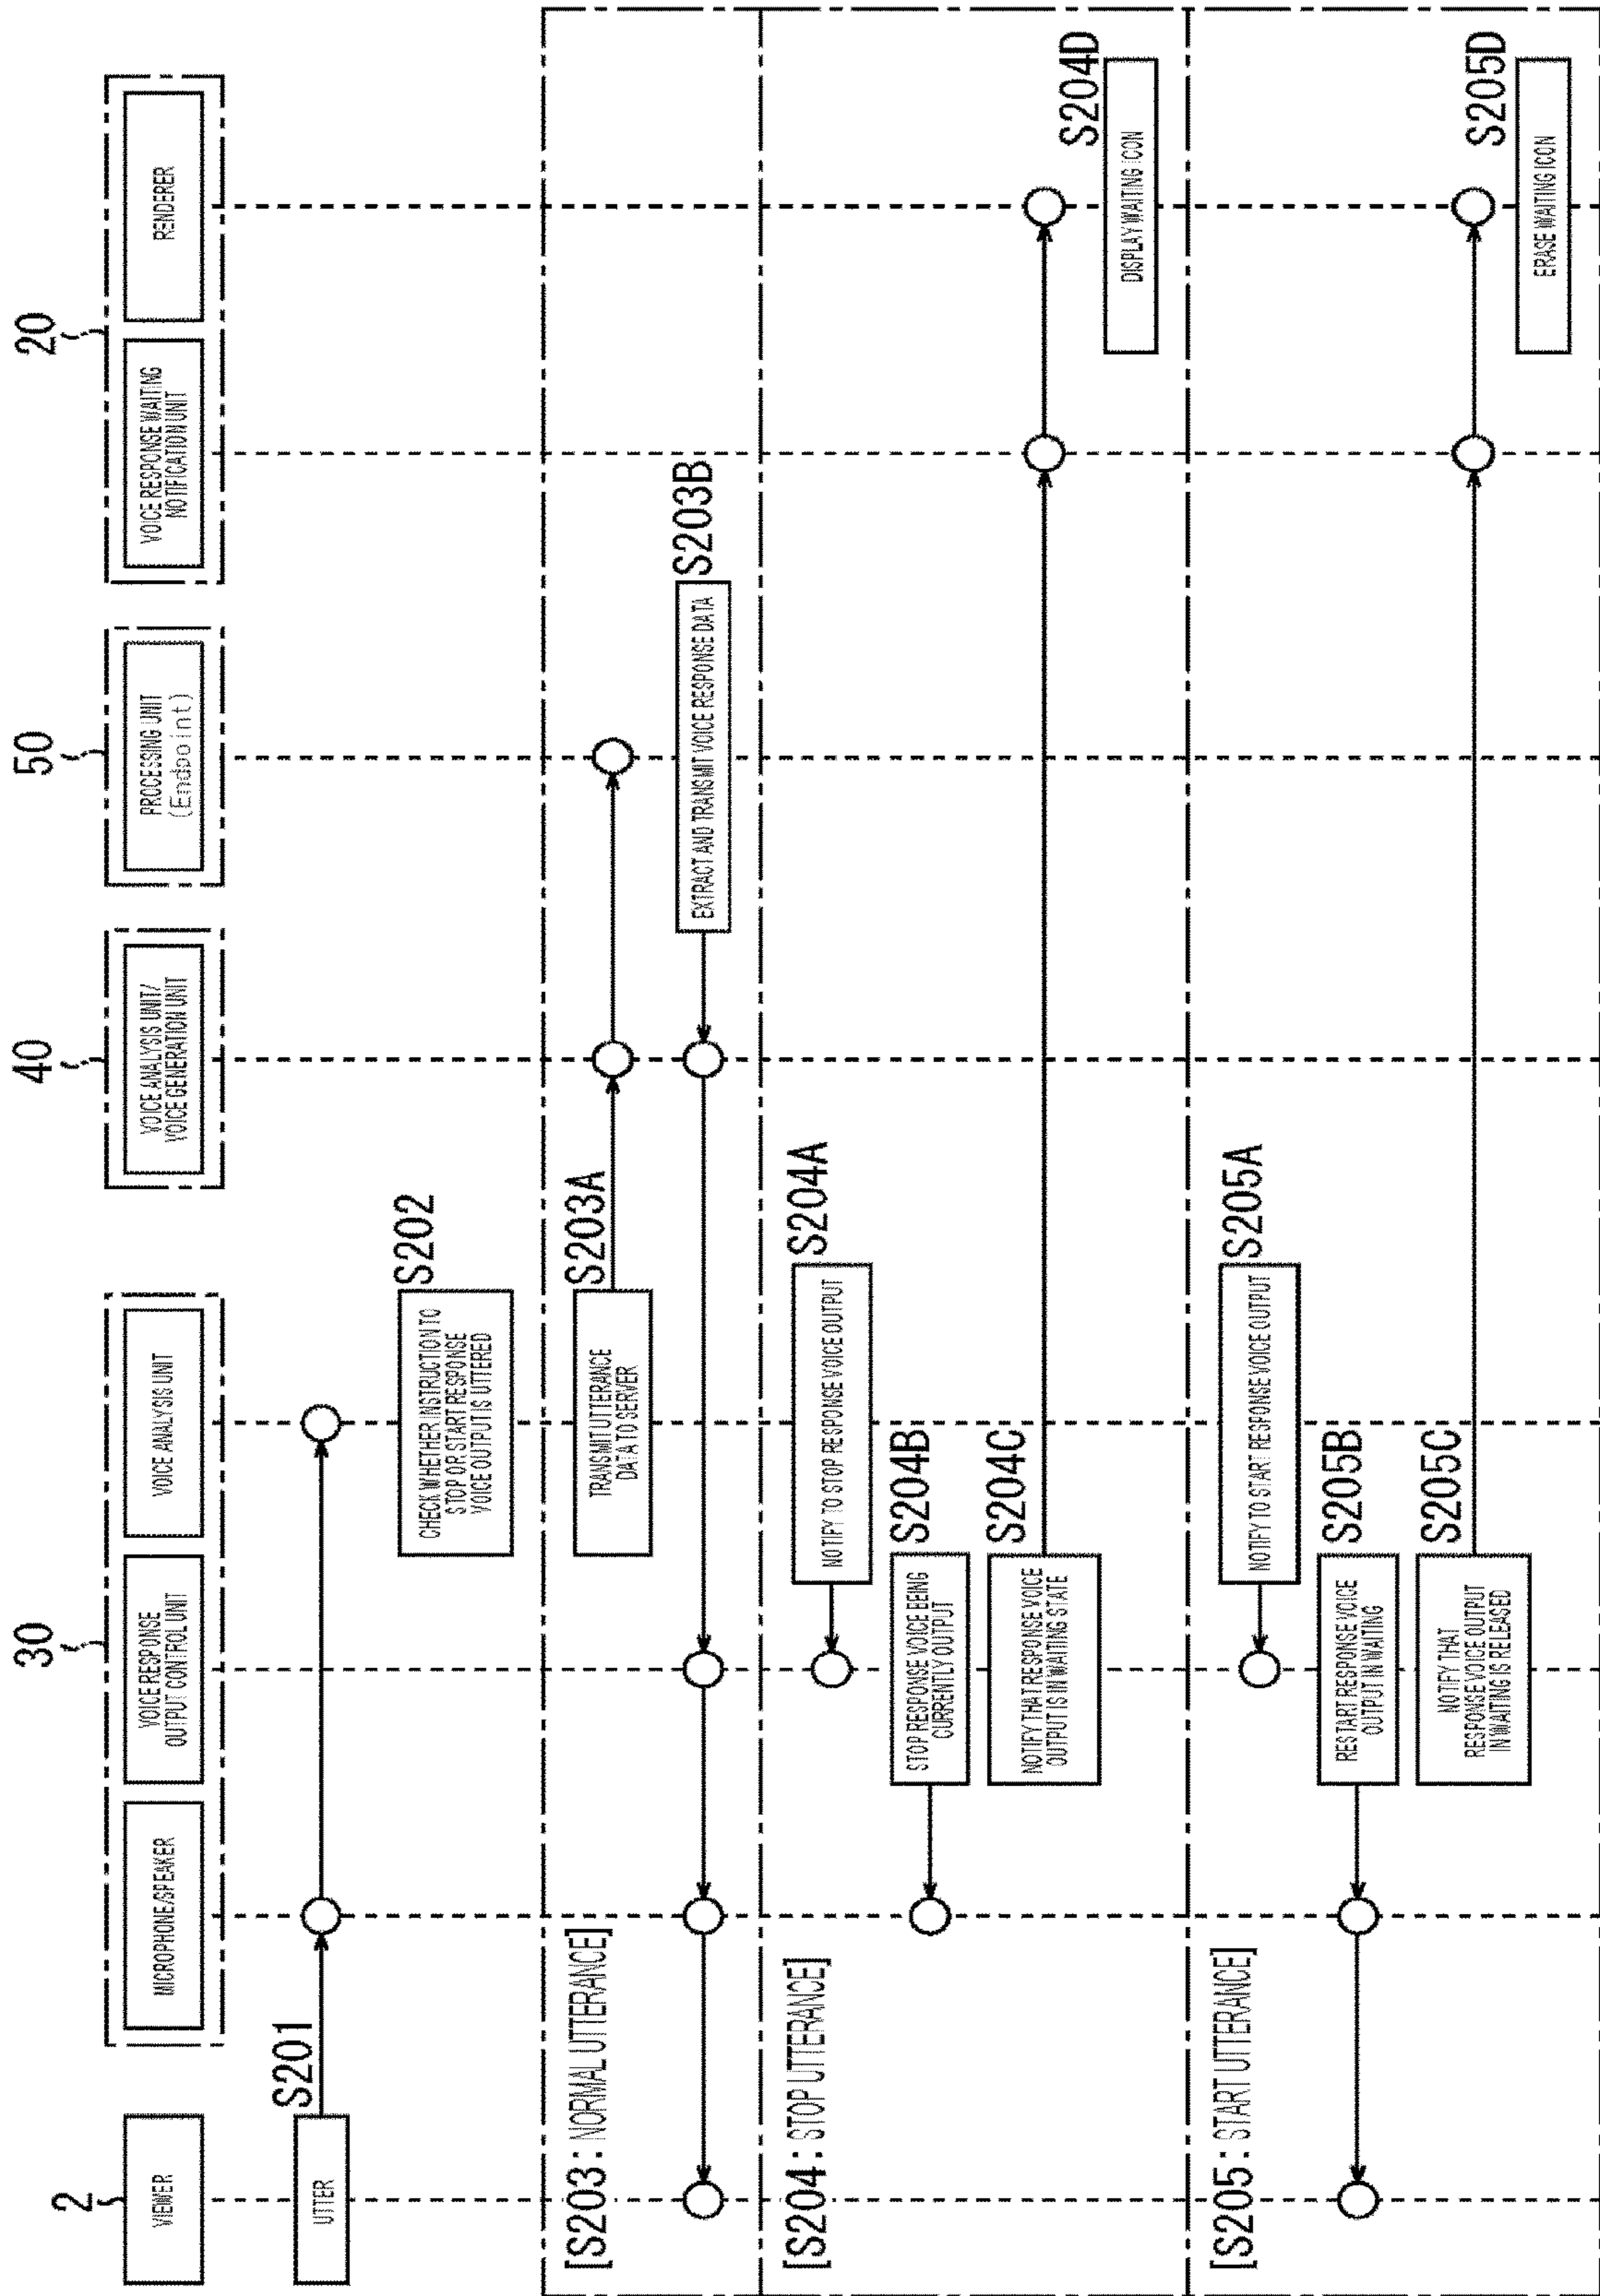 2
VIEWER
30
MICROPHONE/SPEAKER
VOICE RESPONSE
OUTPUT CONTROL UNIT
VOICE ANALYSIS UNIT
40
VOICE ANALYSIS UNIT/
VOICE GENERATION UNIT
50
PROCESSING UNIT
(Endpoint)
20
VOICE RESPONSE WAITING
NOTIFICATION UNIT
RENDERER
S201
UTTER
S202
CHECK WHETHER INSTRUCTION TO
STOP OR START RESPONSE
VOICE OUTPUT IS UTTERED
[S203: NORMAL UTTERANCE]
S203A
TRANSMIT UTTERANCE
DATA TO SERVER
S203B
EXTRACT AND TRANSMIT VOICE RESPONSE DATA
[S204: STOP UTTERANCE]
S204A
NOTIFY TO STOP RESPONSE VOICE OUTPUT
S204B
STOP RESPONSE VOICE BEING
CURRENTLY OUTPUT
S204C
NOTIFY THAT RESPONSE VOICE
OUTPUT IS IN WAITING STATE
S204D
DISPLAY WAITING ICON
[S205: START UTTERANCE]
S205A
NOTIFY TO START RESPONSE VOICE OUTPUT
S205B
RESTART RESPONSE VOICE
OUTPUT IN WAITING
S205C
NOTIFY THAT
RESPONSE VOICE OUTPUT
IN WAITING IS RELEASED
S205D
ERASE WAITING ICON